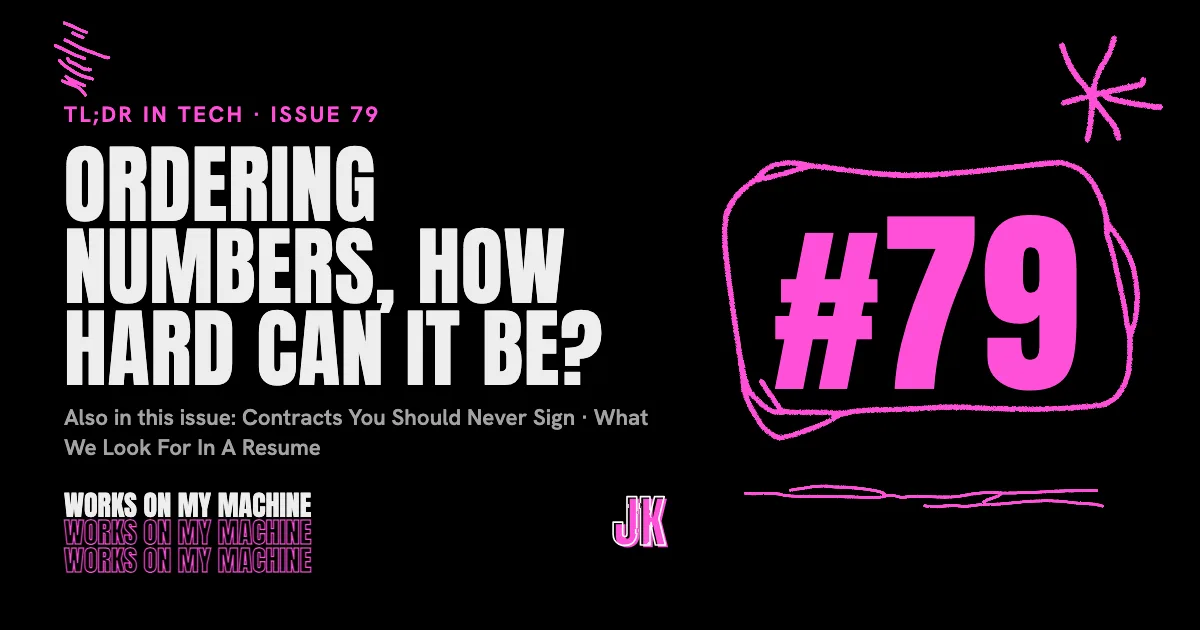 TL;DR IN TECH · ISSUE 79
ORDERING
NUMBERS, HOW
HARD CAN IT BE?
Also in this issue: Contracts You Should Never Sign · What
We Look For In A Resume
WORKS ON MY MACHINE
WORKS ON MY MACHINE
WORKS ON MY MACHINE
JK
#79